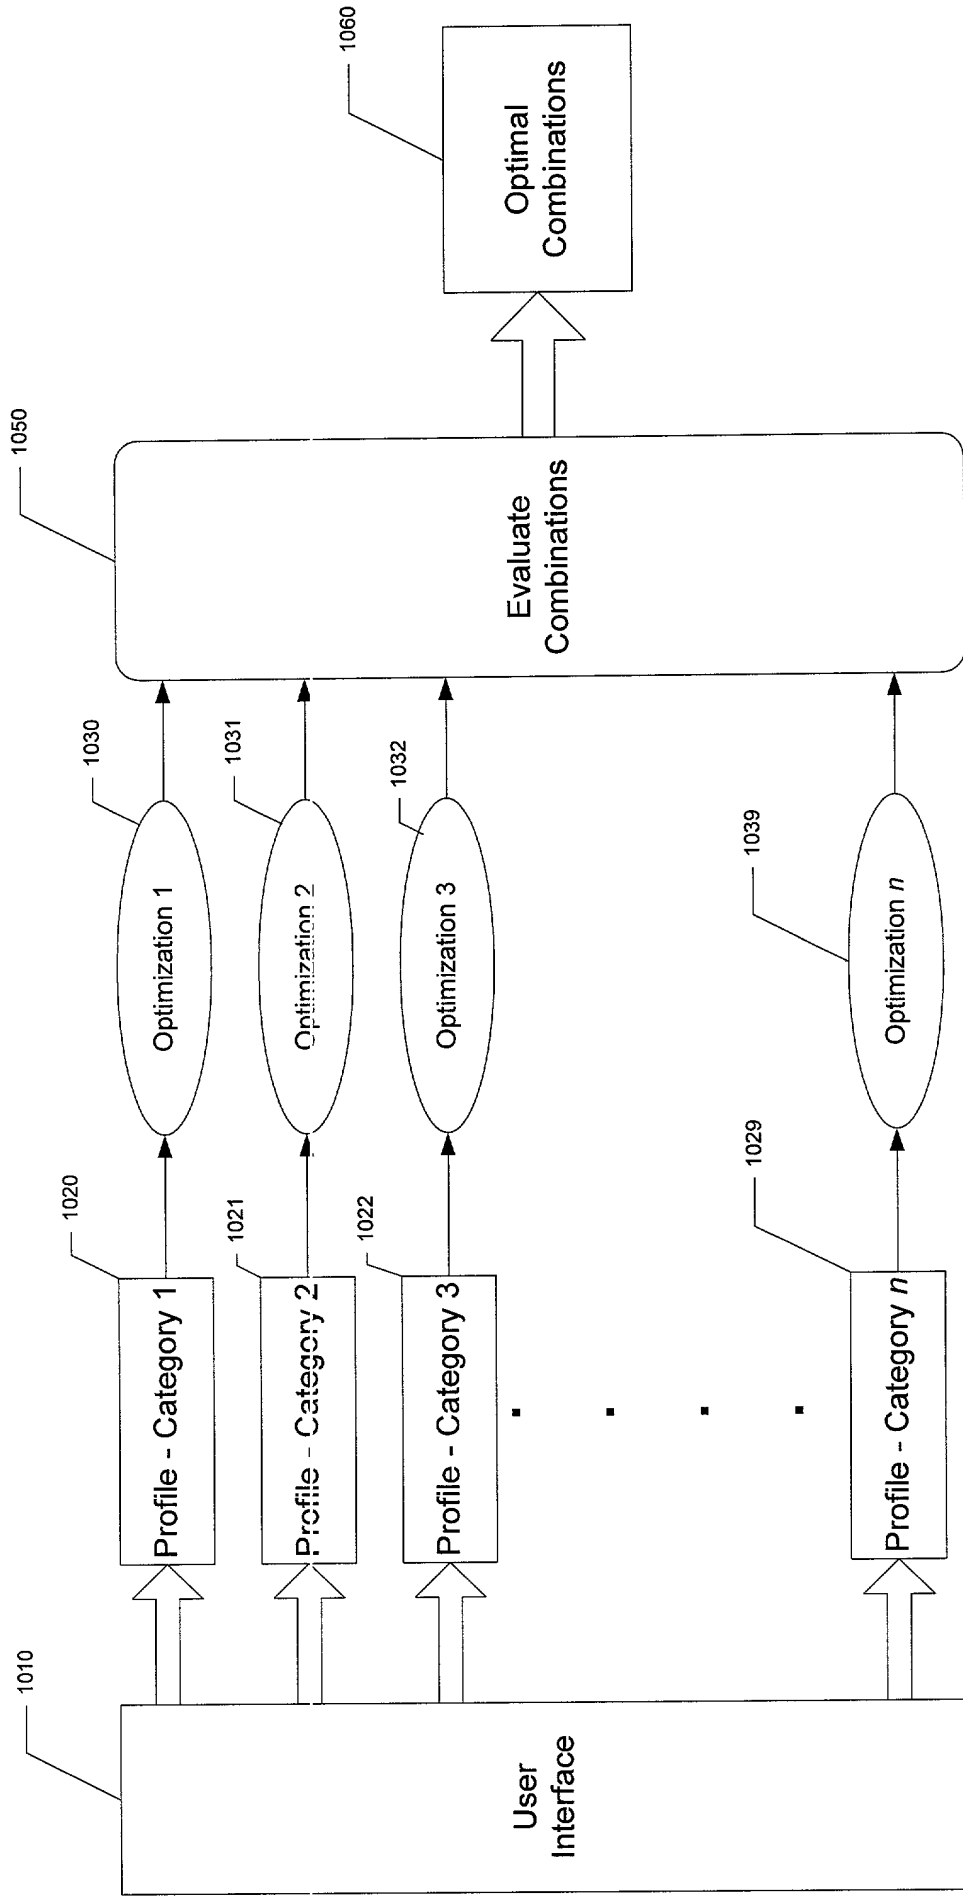 1010
User
Interface
1020
Profile - Category 1
1021
Profile - Category 2
1022
Profile - Category 3
1029
Profile - Category n
1030
Optimization 1
1031
Optimization 2
1032
Optimization 3
1039
Optimization n
1050
Evaluate
Combinations
1060
Optimal
Combinations